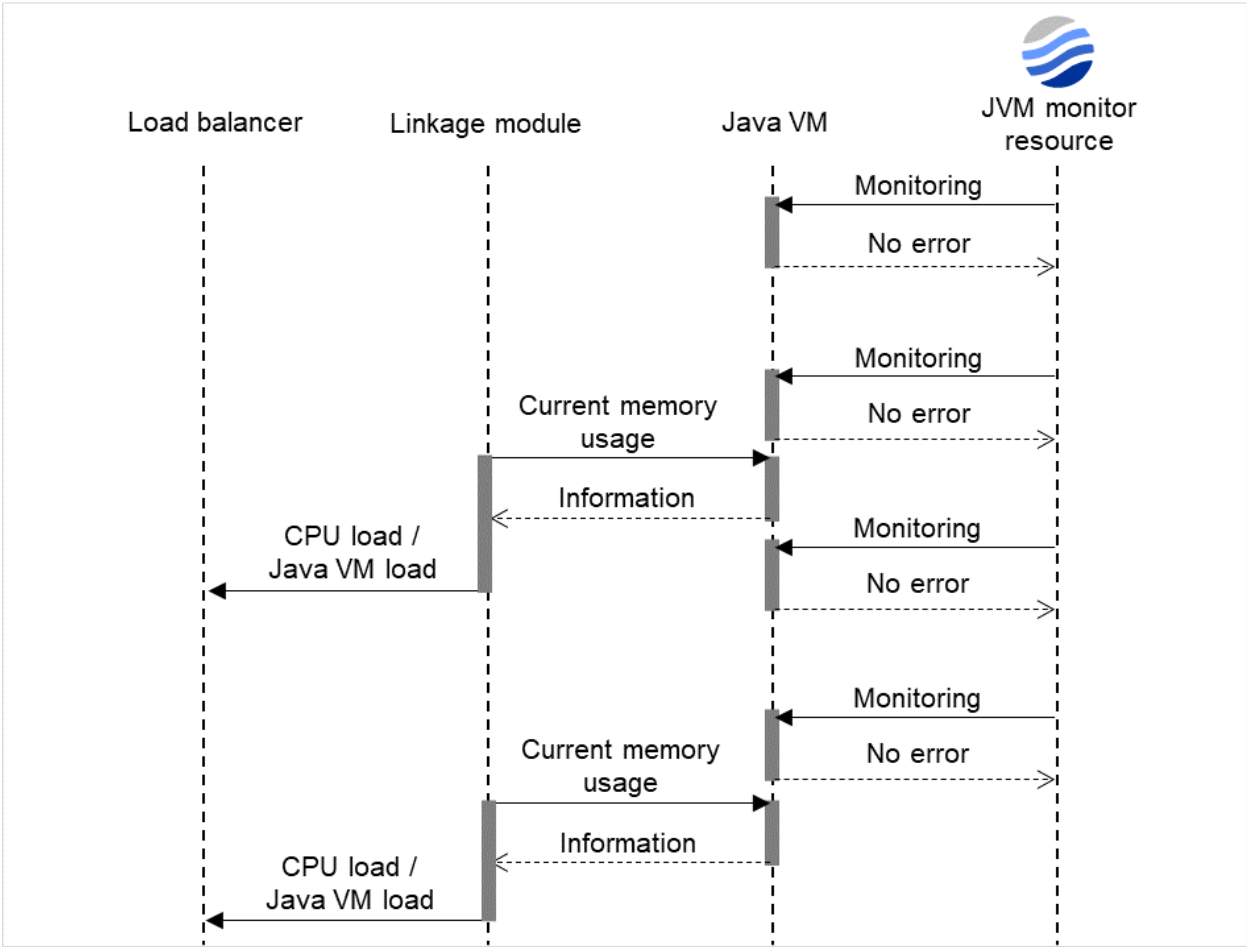 Load balancer
Linkage module
Java VM
JVM monitor
resource
Monitoring
No error
Monitoring
No error
Current memory
usage
Information
CPU load /
Java VM load
Monitoring
No error
Monitoring
No error
Current memory
usage
Information
CPU load /
Java VM load